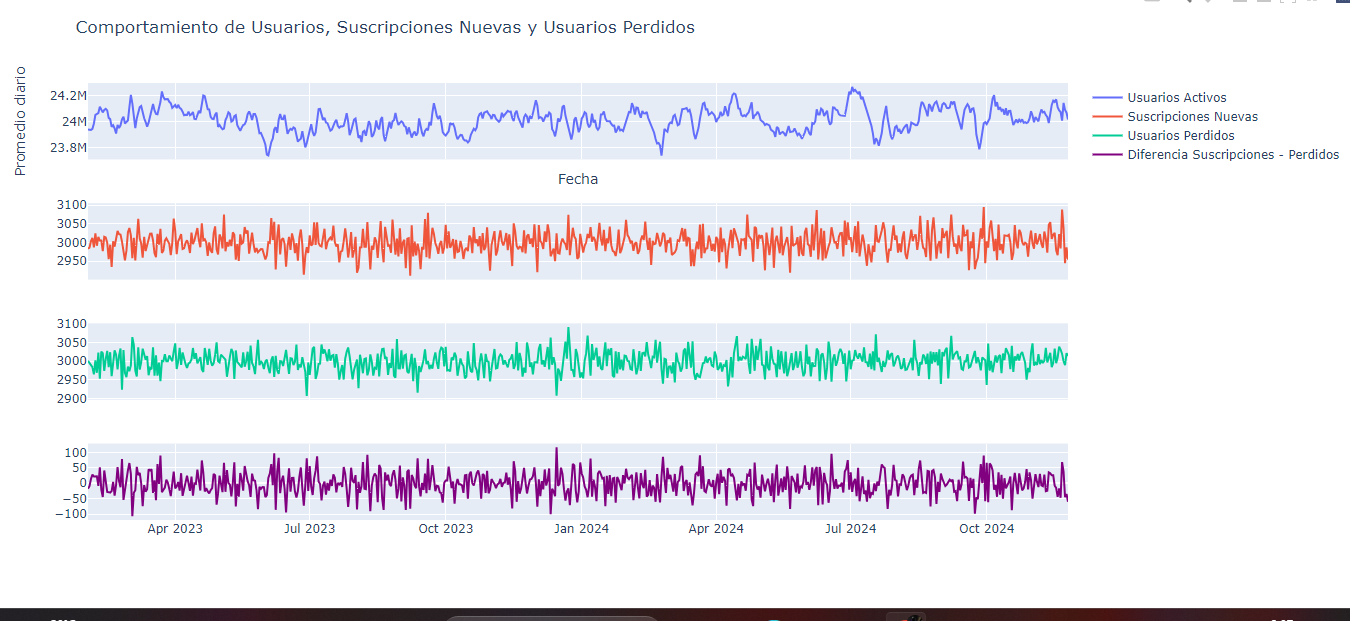 Comportamiento de Usuarios, Suscripciones Nuevas y Usuarios Perdidos
Promedio diario
24.2M
24M
23.8M
Fecha
Usuarios Activos
Suscripciones Nuevas
Usuarios Perdidos
Diferencia Suscripciones - Perdidos
3100
3050
3000
2950
3100
3050
3000
2950
2900
100
50
0
−50
−100
Apr 2023
Jul 2023
Oct 2023
Jan 2024
Apr 2024
Jul 2024
Oct 2024